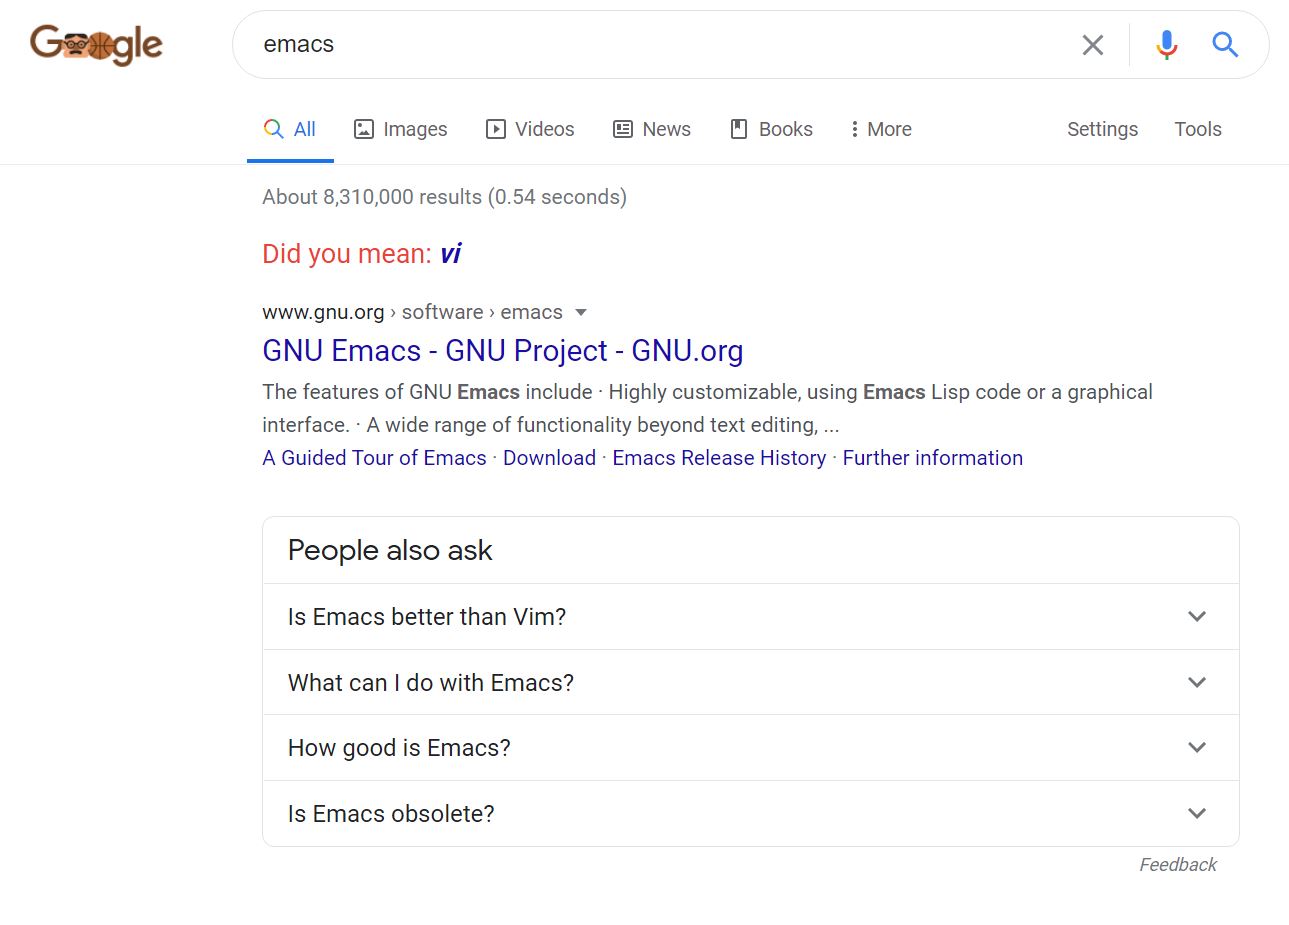 Google
emacs
All Images Videos News Books More Settings Tools
About 8,310,000 results (0.54 seconds)
Did you mean: vi
www.gnu.org › software › emacs
GNU Emacs - GNU Project - GNU.org
The features of GNU Emacs include · Highly customizable, using Emacs Lisp code or a graphical
interface. · A wide range of functionality beyond text editing, ...
A Guided Tour of Emacs · Download · Emacs Release History · Further information
People also ask
Is Emacs better than Vim?
What can I do with Emacs?
How good is Emacs?
Is Emacs obsolete?
Feedback